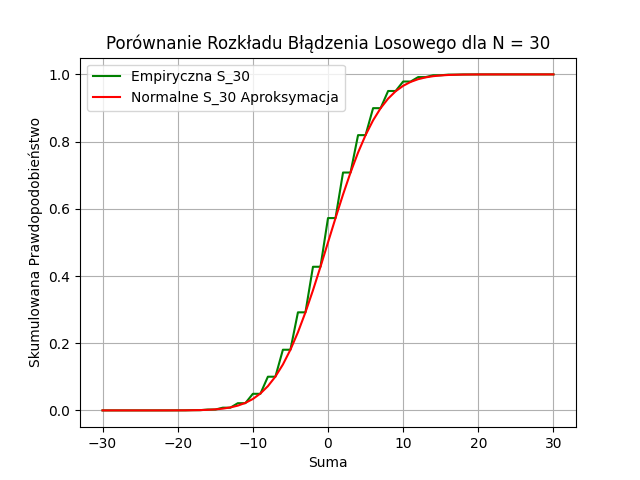 Porównanie Rozkładu Błądzenia Losowego dla N = 30
Empiryczna S_30
Normalne S_30 Aproksymacja
Skumulowana Prawdopodobieństwo
1.0
0.8
0.6
0.4
0.2
0.0
−30 −20 −10 0 10 20 30
Suma